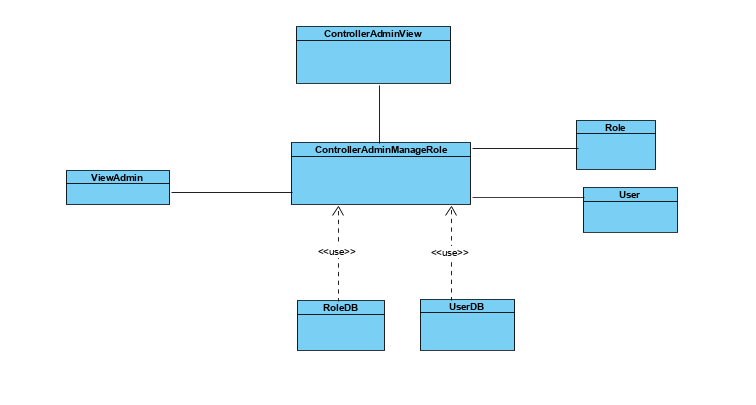 ControllerAdminView
ControllerAdminManageRole
Role
ViewAdmin
User
<<use>>
<<use>>
RoleDB
UserDB